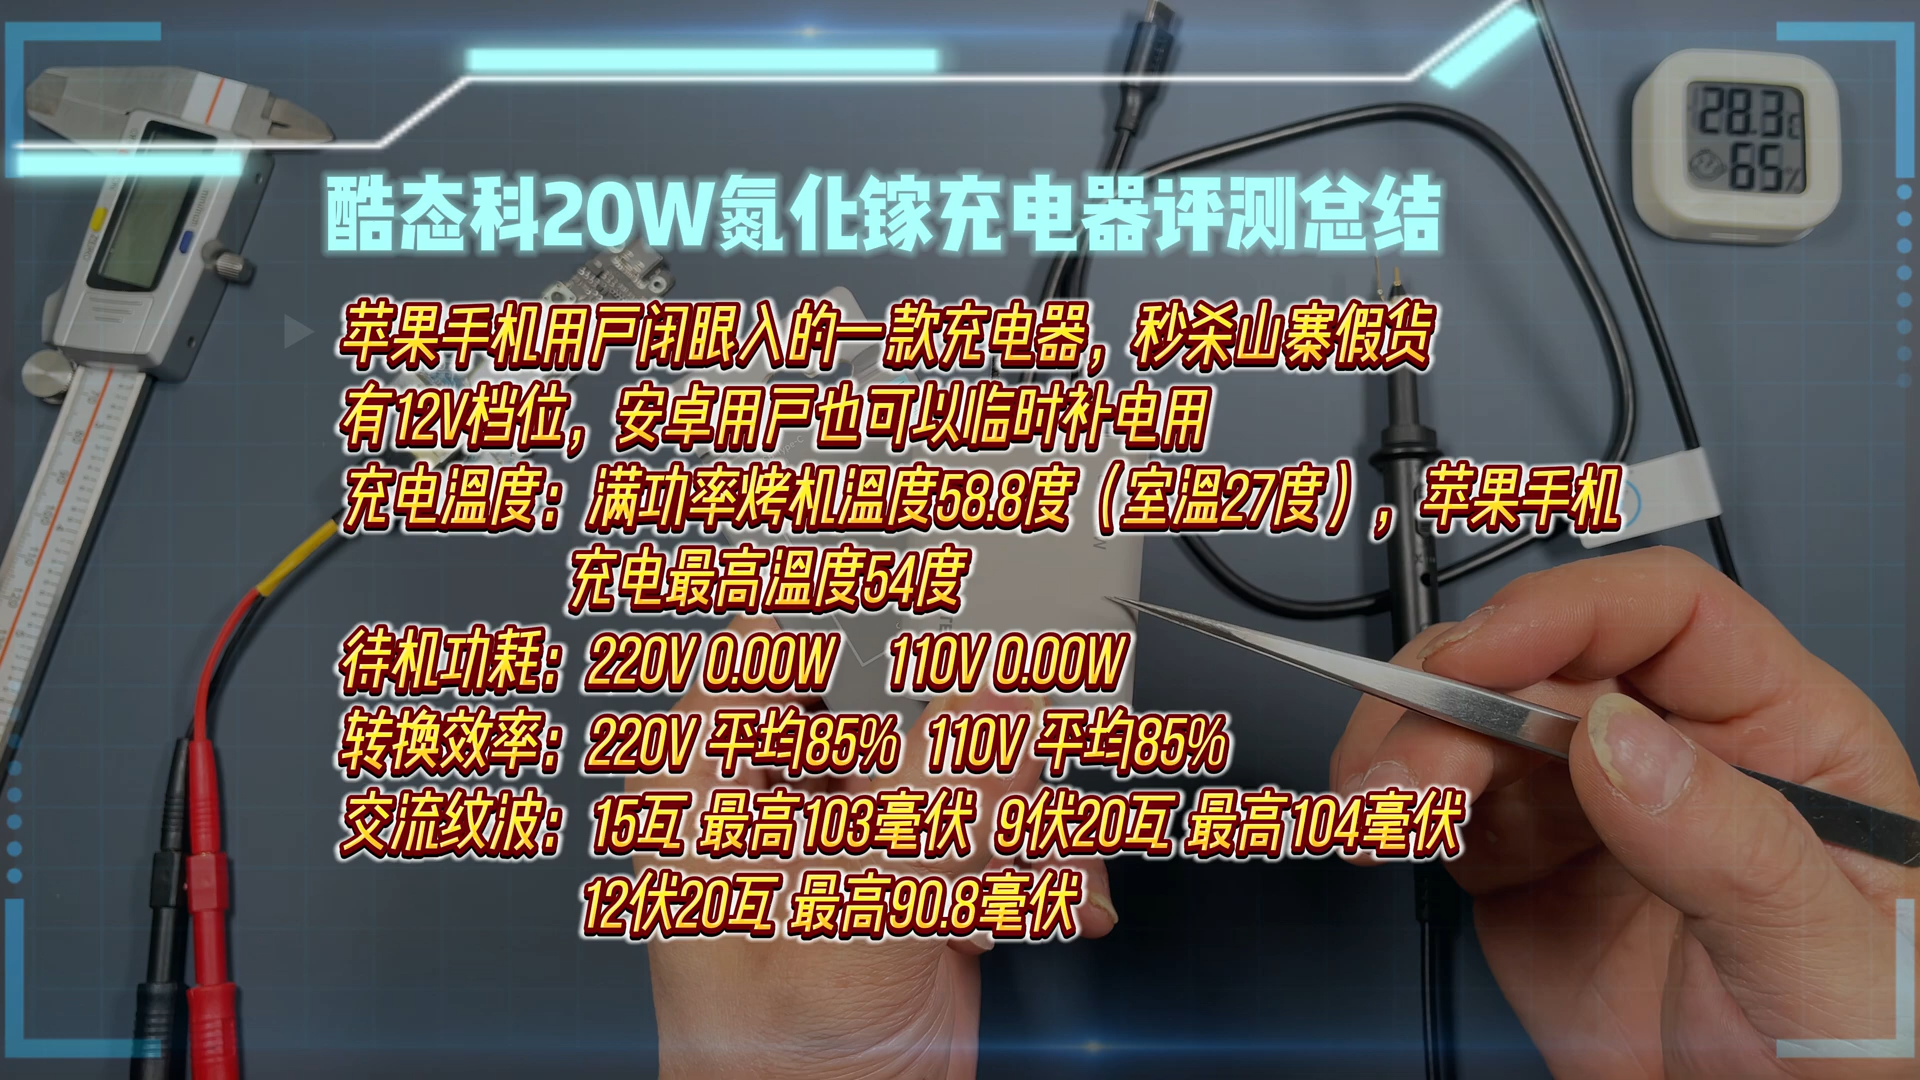 28.3℃
65%
酷态科20W氮化镓充电器评测总结
苹果手机用户闭眼入的一款充电器，秒杀山寨假货
有12V档位，安卓用户也可以临时补电用
充电温度：满功率烤机温度58.8度（室温27度），苹果手机
充电最高温度54度
待机功耗：220V 0.00W 110V 0.00W
转换效率：220V 平均85% 110V 平均85%
交流纹波：15瓦 最高103毫伏 9伏20瓦 最高104毫伏
12伏20瓦 最高90.8毫伏